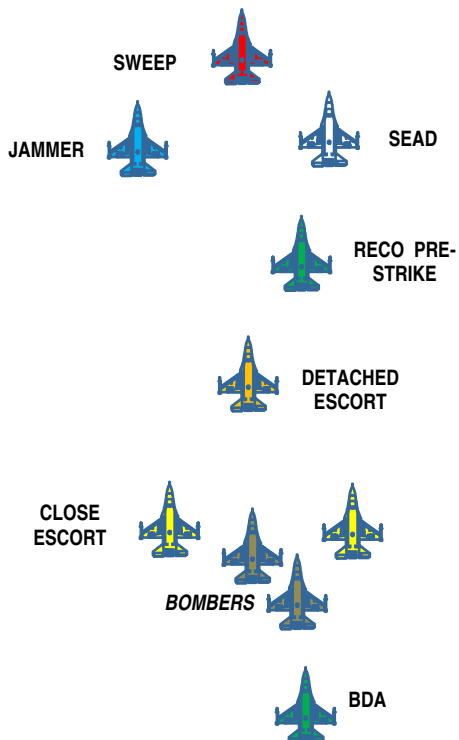 SWEEP
JAMMER
SEAD
RECO PRE-
STRIKE
DETACHED
ESCORT
CLOSE
ESCORT
BOMBERS
BDA